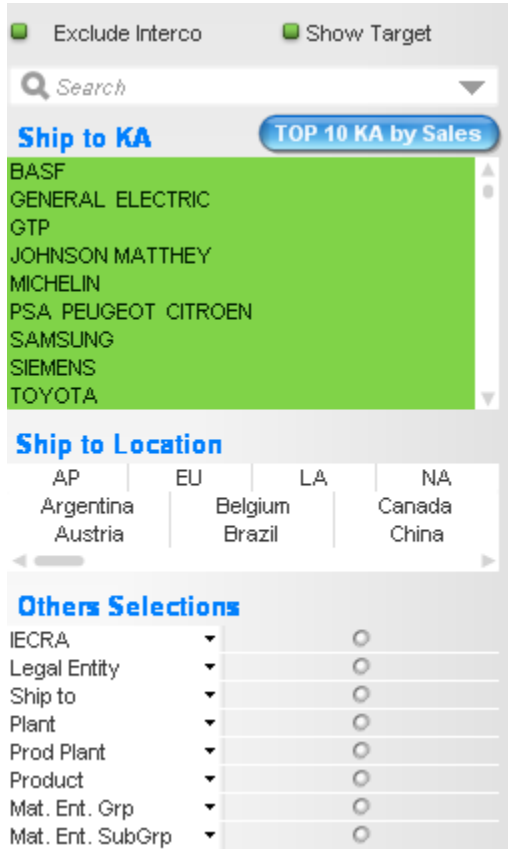 Exclude Interco Show Target
Search
Ship to KA TOP 10 KA by Sales
BASF
GENERAL ELECTRIC
GTP
JOHNSON MATTHEY
MICHELIN
PSA PEUGEOT CITROEN
SAMSUNG
SIEMENS
TOYOTA
Ship to Location
AP EU LA NA
Argentina Belgium Canada
Austria Brazil China
Others Selections
IECRA
Legal Entity
Ship to
Plant
Prod Plant
Product
Mat. Ent. Grp
Mat. Ent. SubGrp